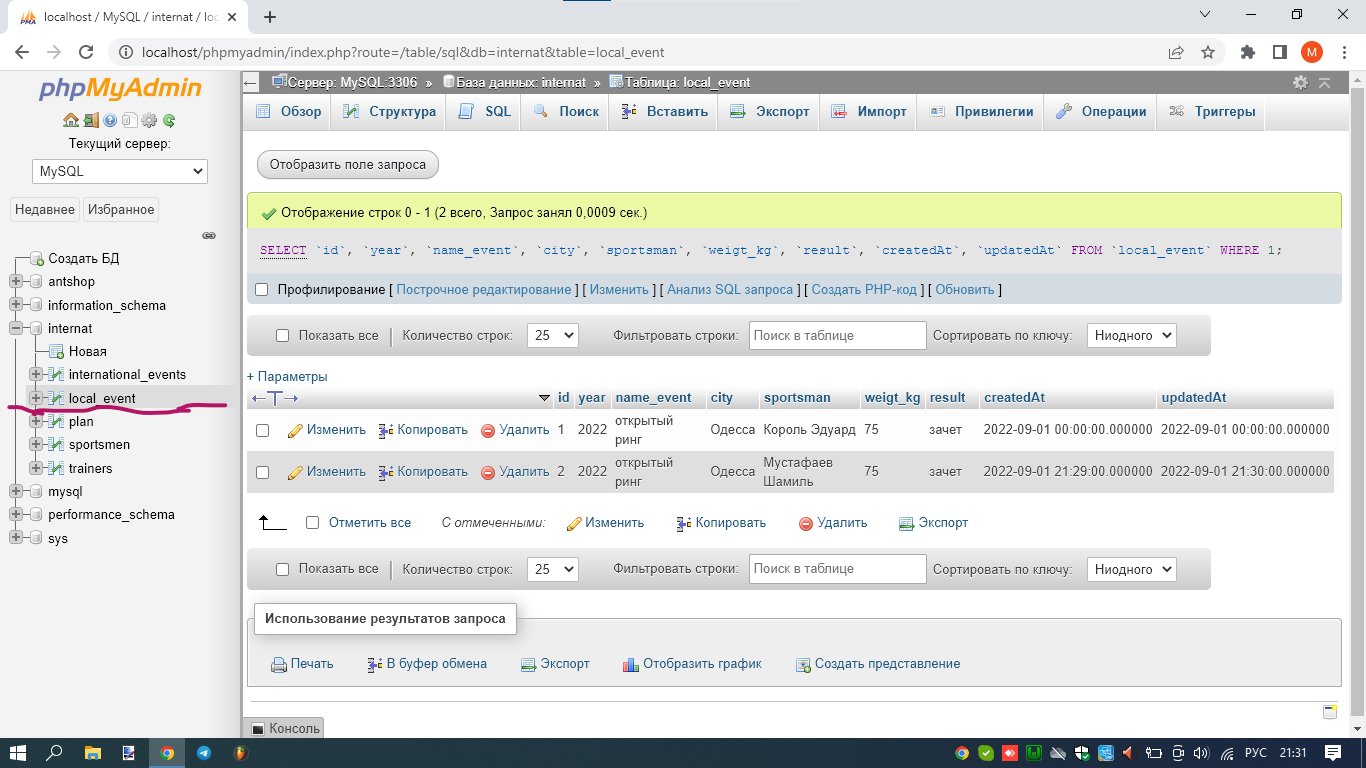 localhost / MySQL / internat / loc
localhost/phpmyadmin/index.php?route=/table/sql&db=internat&table=local_event
M
phpMyAdmin
Текущий сервер:
MySQL
Недавнее Избранное
Создать БД
antshop
information_schema
internat
Новая
international_events
local_event
plan
sportsmen
trainers
mysql
performance_schema
sys
Сервер: MySQL:3306 » База данных: internat » Таблица: local_event
Обзор Структура SQL Поиск Вставить Экспорт Импорт Привилегии Операции Триггеры
Отобразить поле запроса
Отображение строк 0 - 1 (2 всего, Запрос занял 0,0009 сек.)
SELECT `id`, `year`, `name_event`, `city`, `sportsman`, `weigt_kg`, `result`, `createdAt`, `updatedAt` FROM `local_event` WHERE 1;
Профилирование [ Построчное редактирование ] [ Изменить ] [ Анализ SQL запроса ] [ Создать PHP-код ] [ Обновить ]
Показать все Количество строк: 25 Фильтровать строки: Поиск в таблице Сортировать по ключу: Ниодного
+ Параметры
←T→ id year name_event city sportsman weigt_kg result createdAt updatedAt
Изменить Копировать Удалить 1 2022 открытый ринг Одесса Король Эдуард 75 зачет 2022-09-01 00:00:00.000000 2022-09-01 00:00:00.000000
Изменить Копировать Удалить 2 2022 открытый ринг Одесса Мустафаев Шамиль 75 зачет 2022-09-01 21:29:00.000000 2022-09-01 21:30:00.000000
Отметить все С отмеченными: Изменить Копировать Удалить Экспорт
Показать все Количество строк: 25 Фильтровать строки: Поиск в таблице Сортировать по ключу: Ниодного
Использование результатов запроса
Печать В буфер обмена Экспорт Отобразить график Создать представление
Консоль
РУС 21:31